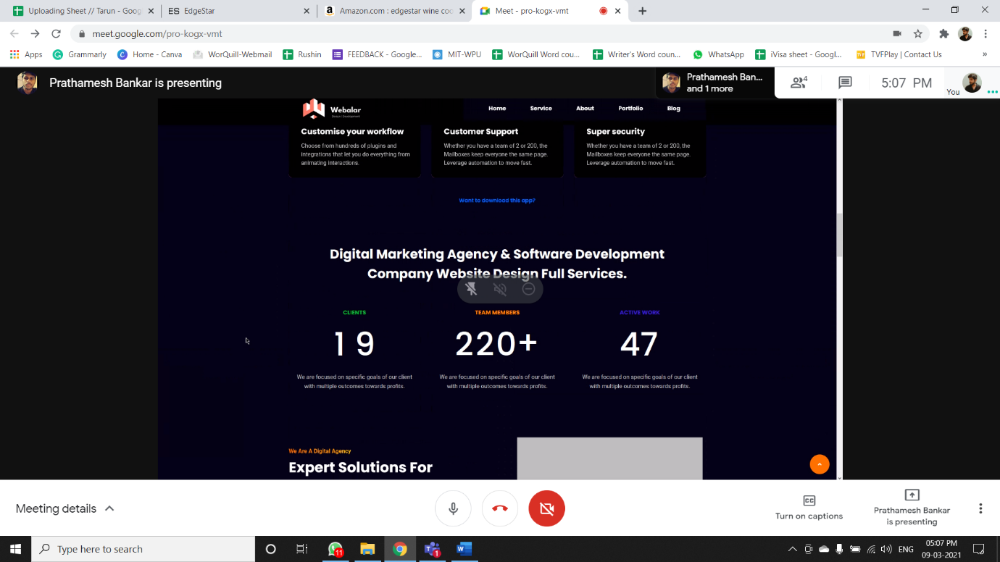 Uploading Sheet // Tarun - Goog
ES EdgeStar
Amazon.com : edgestar wine coo
Meet - pro-kogx-vmt
meet.google.com/pro-kogx-vmt
Apps
Grammarly
Home - Canva
WorQuill-Webmail
Rushin
FEEDBACK - Google...
MIT-WPU
WorQuill Word cou...
Writer's Word coun...
WhatsApp
iVisa sheet - Googl...
TVFPlay | Contact Us
»
Prathamesh Bankar is presenting
Prathamesh Ban...
and 1 more
4
5:07 PM
You
Webalar
Design | Development
Home
Service
About
Portfolio
Blog
Customise your workflow
Choose from hundreds of plugins and
integrations that let you do everything from
animating interactions.
Customer Support
Whether you have a team of 2 or 200, the
Mailboxes keep everyone the same page.
Leverage automation to move fast.
Super security
Whether you have a team of 2 or 200, the
Mailboxes keep everyone the same page.
Leverage automation to move fast.
Want to download this app?
Digital Marketing Agency & Software Development
Company Website Design Full Services.
CLIENTS
1 9
We are focused on specific goals of our client
with multiple outcomes towards profits.
TEAM MEMBERS
220+
We are focused on specific goals of our client
with multiple outcomes towards profits.
ACTIVE WORK
47
We are focused on specific goals of our client
with multiple outcomes towards profits.
We Are A Digital Agency
Expert Solutions For
Meeting details
CC
Turn on captions
Prathamesh Bankar
is presenting
Type here to search
11
1
ENG
05:07 PM
09-03-2021